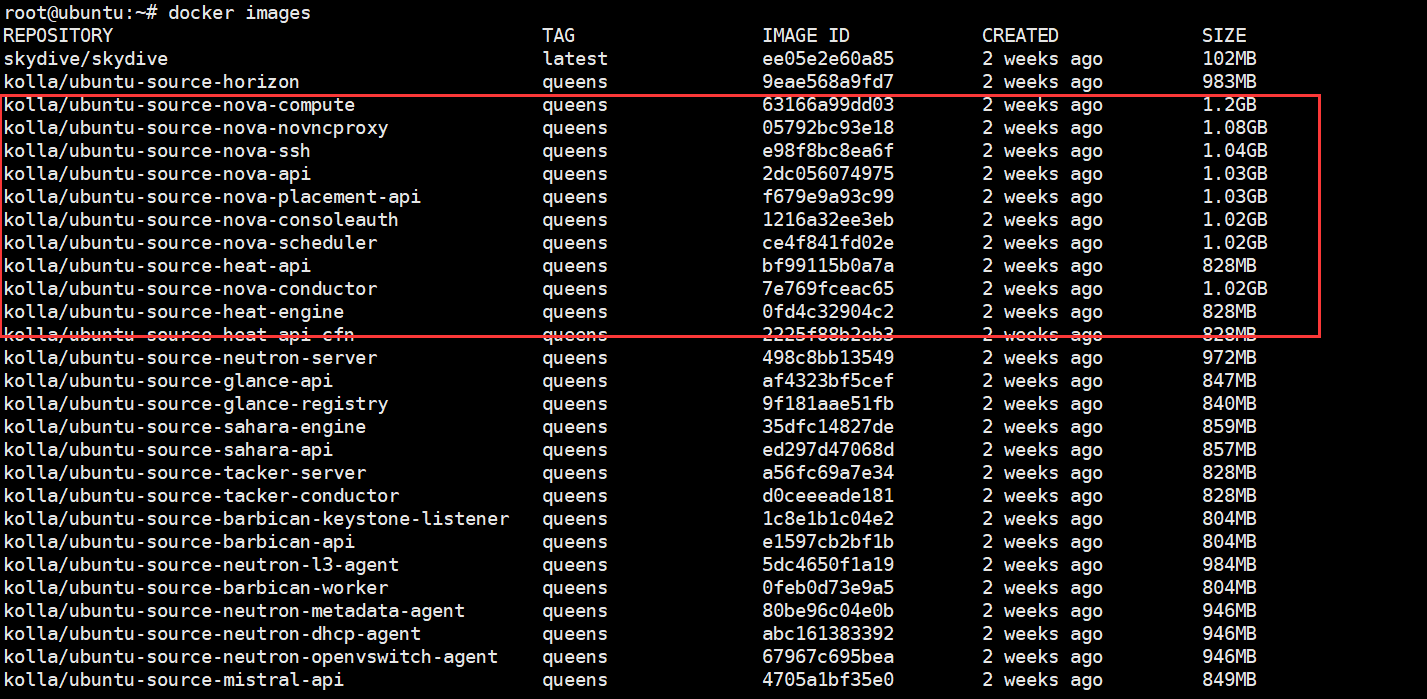 root@ubuntu:~# docker images
REPOSITORY TAG IMAGE ID CREATED SIZE
skydive/skydive latest ee05e2e60a85 2 weeks ago 102MB
kolla/ubuntu-source-horizon queens 9eae568a9fd7 2 weeks ago 983MB
kolla/ubuntu-source-nova-compute queens 63166a99dd03 2 weeks ago 1.2GB
kolla/ubuntu-source-nova-novncproxy queens 05792bc93e18 2 weeks ago 1.08GB
kolla/ubuntu-source-nova-ssh queens e98f8bc8ea6f 2 weeks ago 1.04GB
kolla/ubuntu-source-nova-api queens 2dc056074975 2 weeks ago 1.03GB
kolla/ubuntu-source-nova-placement-api queens f679e9a93c99 2 weeks ago 1.03GB
kolla/ubuntu-source-nova-consoleauth queens 1216a32ee3eb 2 weeks ago 1.02GB
kolla/ubuntu-source-nova-scheduler queens ce4f841fd02e 2 weeks ago 1.02GB
kolla/ubuntu-source-heat-api queens bf99115b0a7a 2 weeks ago 828MB
kolla/ubuntu-source-nova-conductor queens 7e769fceac65 2 weeks ago 1.02GB
kolla/ubuntu-source-heat-engine queens 0fd4c32904c2 2 weeks ago 828MB
kolla/ubuntu-source-heat-api-cfn queens 2225f88b2eb3 2 weeks ago 828MB
kolla/ubuntu-source-neutron-server queens 498c8bb13549 2 weeks ago 972MB
kolla/ubuntu-source-glance-api queens af4323bf5cef 2 weeks ago 847MB
kolla/ubuntu-source-glance-registry queens 9f181aae51fb 2 weeks ago 840MB
kolla/ubuntu-source-sahara-engine queens 35dfc14827de 2 weeks ago 859MB
kolla/ubuntu-source-sahara-api queens ed297d47068d 2 weeks ago 857MB
kolla/ubuntu-source-tacker-server queens a56fc69a7e34 2 weeks ago 828MB
kolla/ubuntu-source-tacker-conductor queens d0ceeeade181 2 weeks ago 828MB
kolla/ubuntu-source-barbican-keystone-listener queens 1c8e1b1c04e2 2 weeks ago 804MB
kolla/ubuntu-source-barbican-api queens e1597cb2bf1b 2 weeks ago 804MB
kolla/ubuntu-source-neutron-l3-agent queens 5dc4650f1a19 2 weeks ago 984MB
kolla/ubuntu-source-barbican-worker queens 0feb0d73e9a5 2 weeks ago 804MB
kolla/ubuntu-source-neutron-metadata-agent queens 80be96c04e0b 2 weeks ago 946MB
kolla/ubuntu-source-neutron-dhcp-agent queens abc161383392 2 weeks ago 946MB
kolla/ubuntu-source-neutron-openvswitch-agent queens 67967c695bea 2 weeks ago 946MB
kolla/ubuntu-source-mistral-api queens 4705a1bf35e0 2 weeks ago 849MB